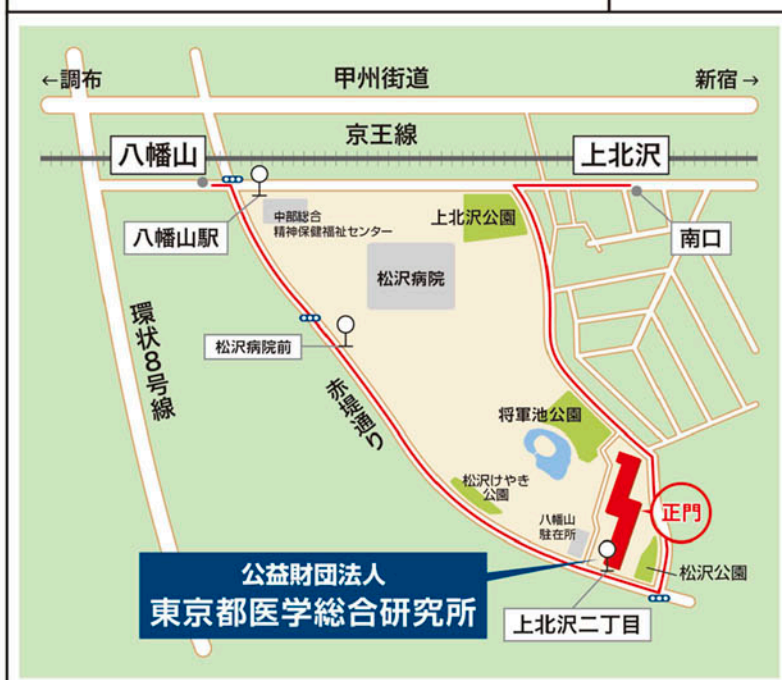 ←調布
甲州街道
新宿→
京王線
八幡山
上北沢
八幡山駅
中部総合
精神保健福祉センター
上北沢公園
南口
松沢病院
松沢病院前
環状8号線
赤堤通り
将軍池公園
松沢けやき
公園
八幡山
駐在所
正門
公益財団法人
東京都医学総合研究所
松沢公園
上北沢二丁目